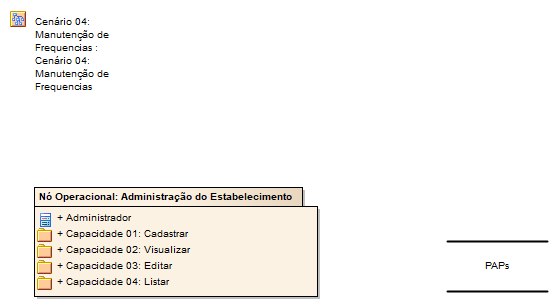 Cenário 04:
Manutenção de
Frequencias :
Cenário 04:
Manutenção de
Frequencias
Nó Operacional: Administração do Estabelecimento
+ Administrador
+ Capacidade 01: Cadastrar
+ Capacidade 02: Visualizar
+ Capacidade 03: Editar
+ Capacidade 04: Listar
PAPs